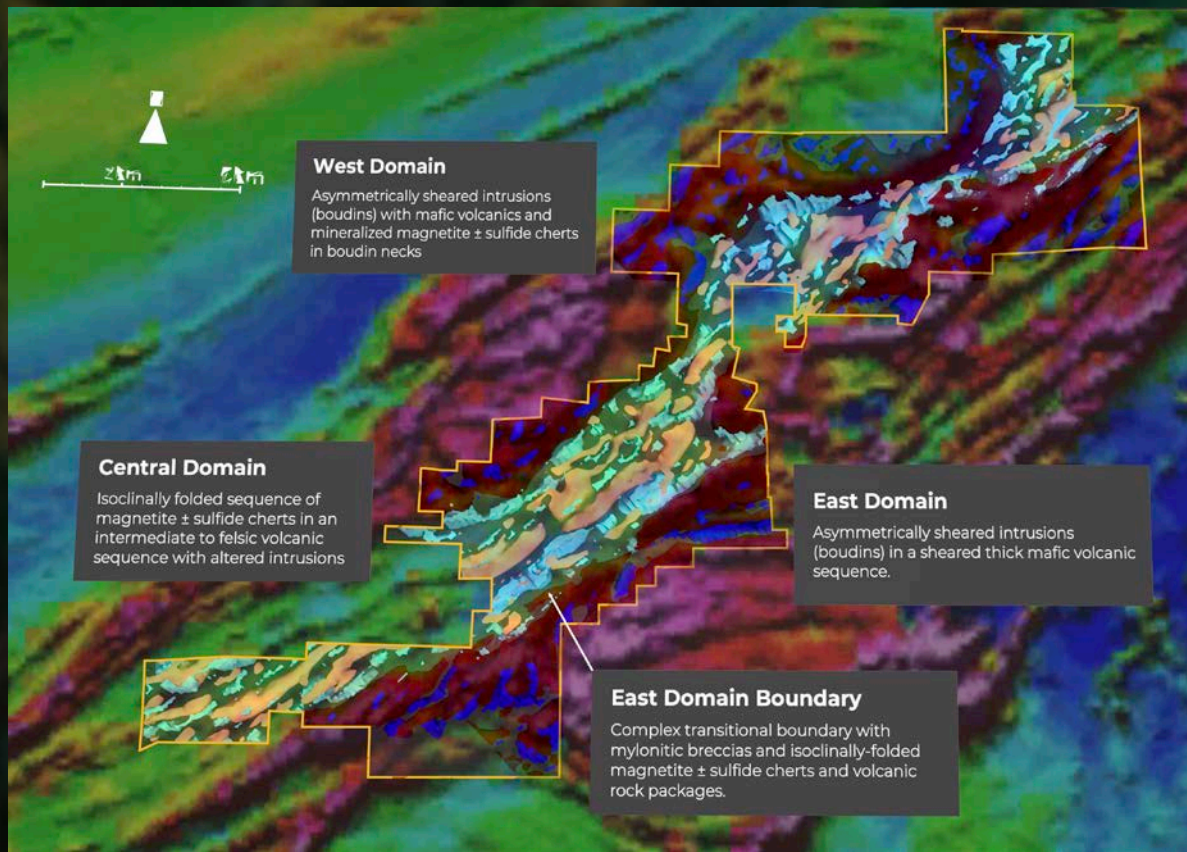 West Domain
Asymmetrically sheared intrusions
(boudins) with mafic volcanics and
mineralized magnetite ± sulfide cherts
in boudin necks
Central Domain
Isoclinally folded sequence of
magnetite ± sulfide cherts in an
intermediate to felsic volcanic
sequence with altered intrusions
East Domain
Asymmetrically sheared intrusions
(boudins) in a sheared thick mafic volcanic
sequence.
East Domain Boundary
Complex transitional boundary with
mylonitic breccias and isoclinally-folded
magnetite ± sulfide cherts and volcanic
rock packages.